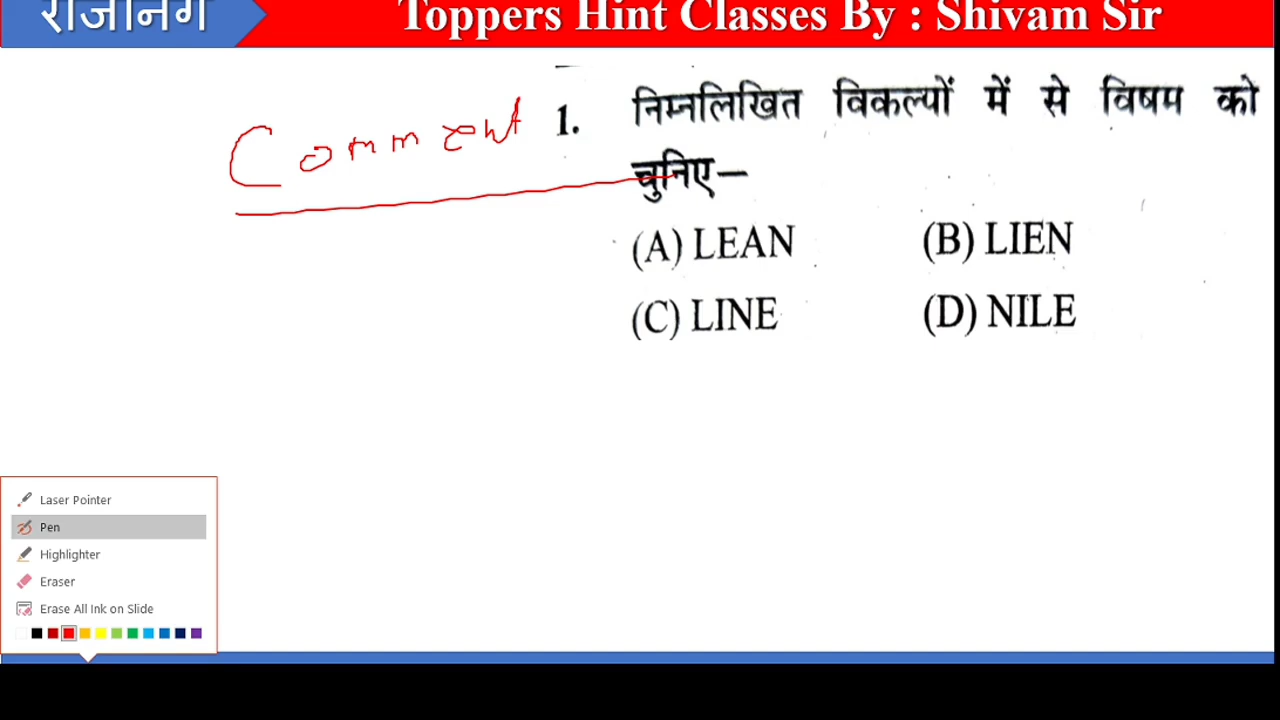 रीजनिंग
Toppers Hint Classes By : Shivam Sir
Comment
1. निम्नलिखित विकल्पों में से विषम को
चुनिए—
(A) LEAN (B) LIEN
(C) LINE (D) NILE
Laser Pointer
Pen
Highlighter
Eraser
Erase All Ink on Slide